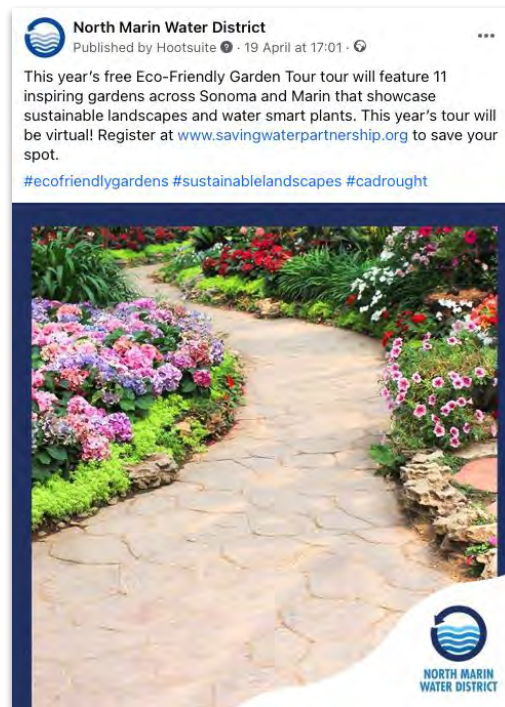 North Marin Water District
Published by Hootsuite · 19 April at 17:01 ·
This year's free Eco-Friendly Garden Tour tour will feature 11
inspiring gardens across Sonoma and Marin that showcase
sustainable landscapes and water smart plants. This year's tour will
be virtual! Register at www.savingwaterpartnership.org to save your
spot.
#ecofriendlygardens #sustainablelandscapes #cadrought
NORTH MARIN
WATER DISTRICT